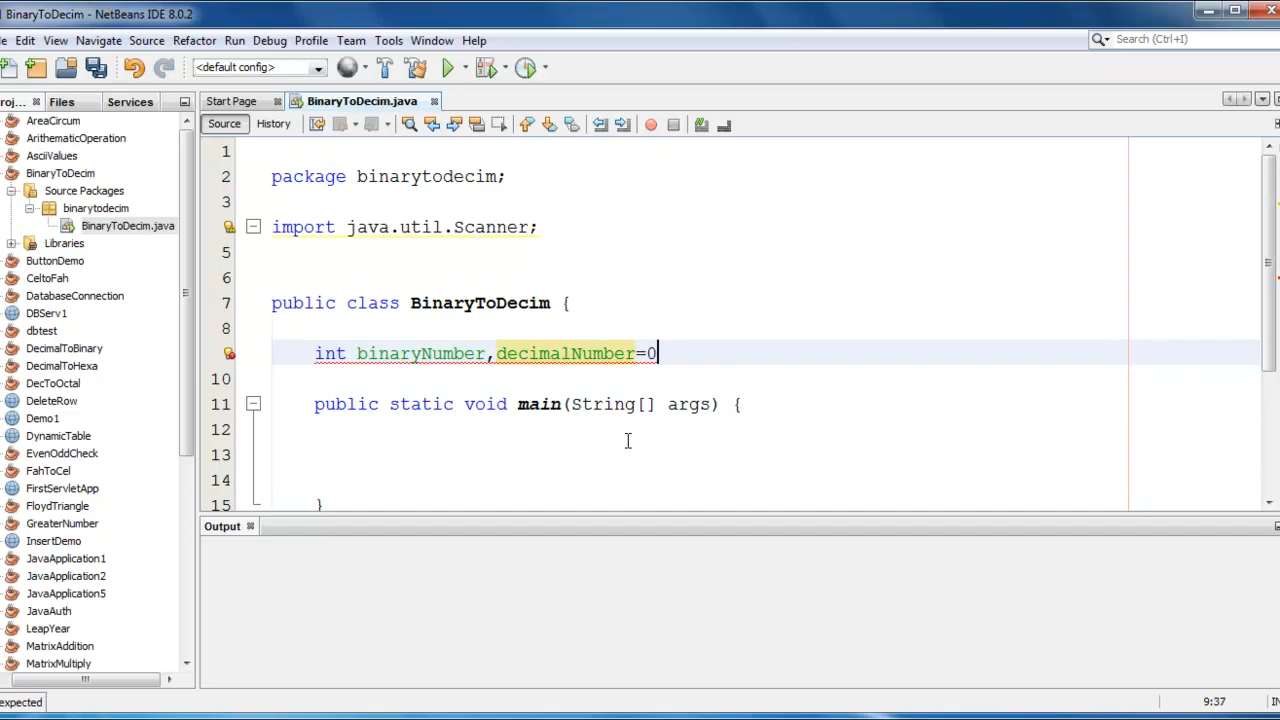 BinaryToDecim - NetBeans IDE 8.0.2
e Edit View Navigate Source Refactor Run Debug Profile Team Tools Window Help
Search (Ctrl+I)
<default config>
roj... Files Services
Start Page BinaryToDecim.java
Source History
AreaCircum
ArithematicOperation
AsciiValues
BinaryToDecim
Source Packages
binarytodecim
BinaryToDecim.java
Libraries
ButtonDemo
CeltoFah
DatabaseConnection
DBServ1
dbtest
DecimalToBinary
DecimalToHexa
DecToOctal
DeleteRow
Demo1
DynamicTable
EvenOddCheck
FahToCel
FirstServletApp
FloydTriangle
GreaterNumber
InsertDemo
JavaApplication1
JavaApplication2
JavaApplication5
JavaAuth
LeapYear
MatrixAddition
MatrixMultiply
1
2 package binarytodecim;
3
import java.util.Scanner;
5
6
7 public class BinaryToDecim {
8
int binaryNumber,decimalNumber=0
10
11 public static void main(String[] args) {
12
13
14
15 }
Output
expected
9:37 IN